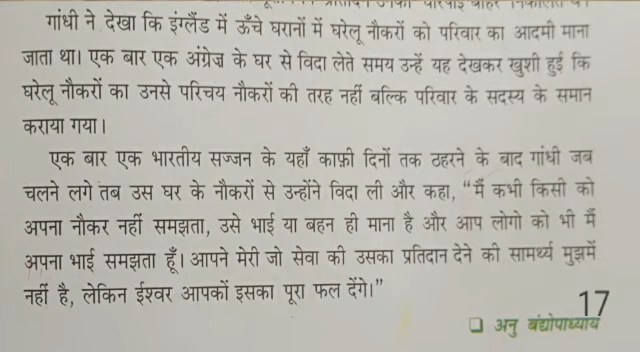 गांधी ने देखा कि इंग्लैंड में ऊँचे घरानों में घरेलू नौकरों को परिवार का आदमी माना
जाता था। एक बार एक अंग्रेज के घर से विदा लेते समय उन्हें यह देखकर खुशी हुई कि
घरेलू नौकरों का उनसे परिचय नौकरों की तरह नहीं बल्कि परिवार के सदस्य के समान
कराया गया।
एक बार एक भारतीय सज्जन के यहाँ काफ़ी दिनों तक ठहरने के बाद गांधी जब
चलने लगे तब उस घर के नौकरों से उन्होंने विदा ली और कहा, “मैं कभी किसी को
अपना नौकर नहीं समझता, उसे भाई या बहन ही माना है और आप लोगो को भी मैं
अपना भाई समझता हूँ। आपने मेरी जो सेवा की उसका प्रतिदान देने की सामर्थ्य मुझमें
नहीं है, लेकिन ईश्वर आपकों इसका पूरा फल देंगे।”
17
अनु बंद्योपाध्याय